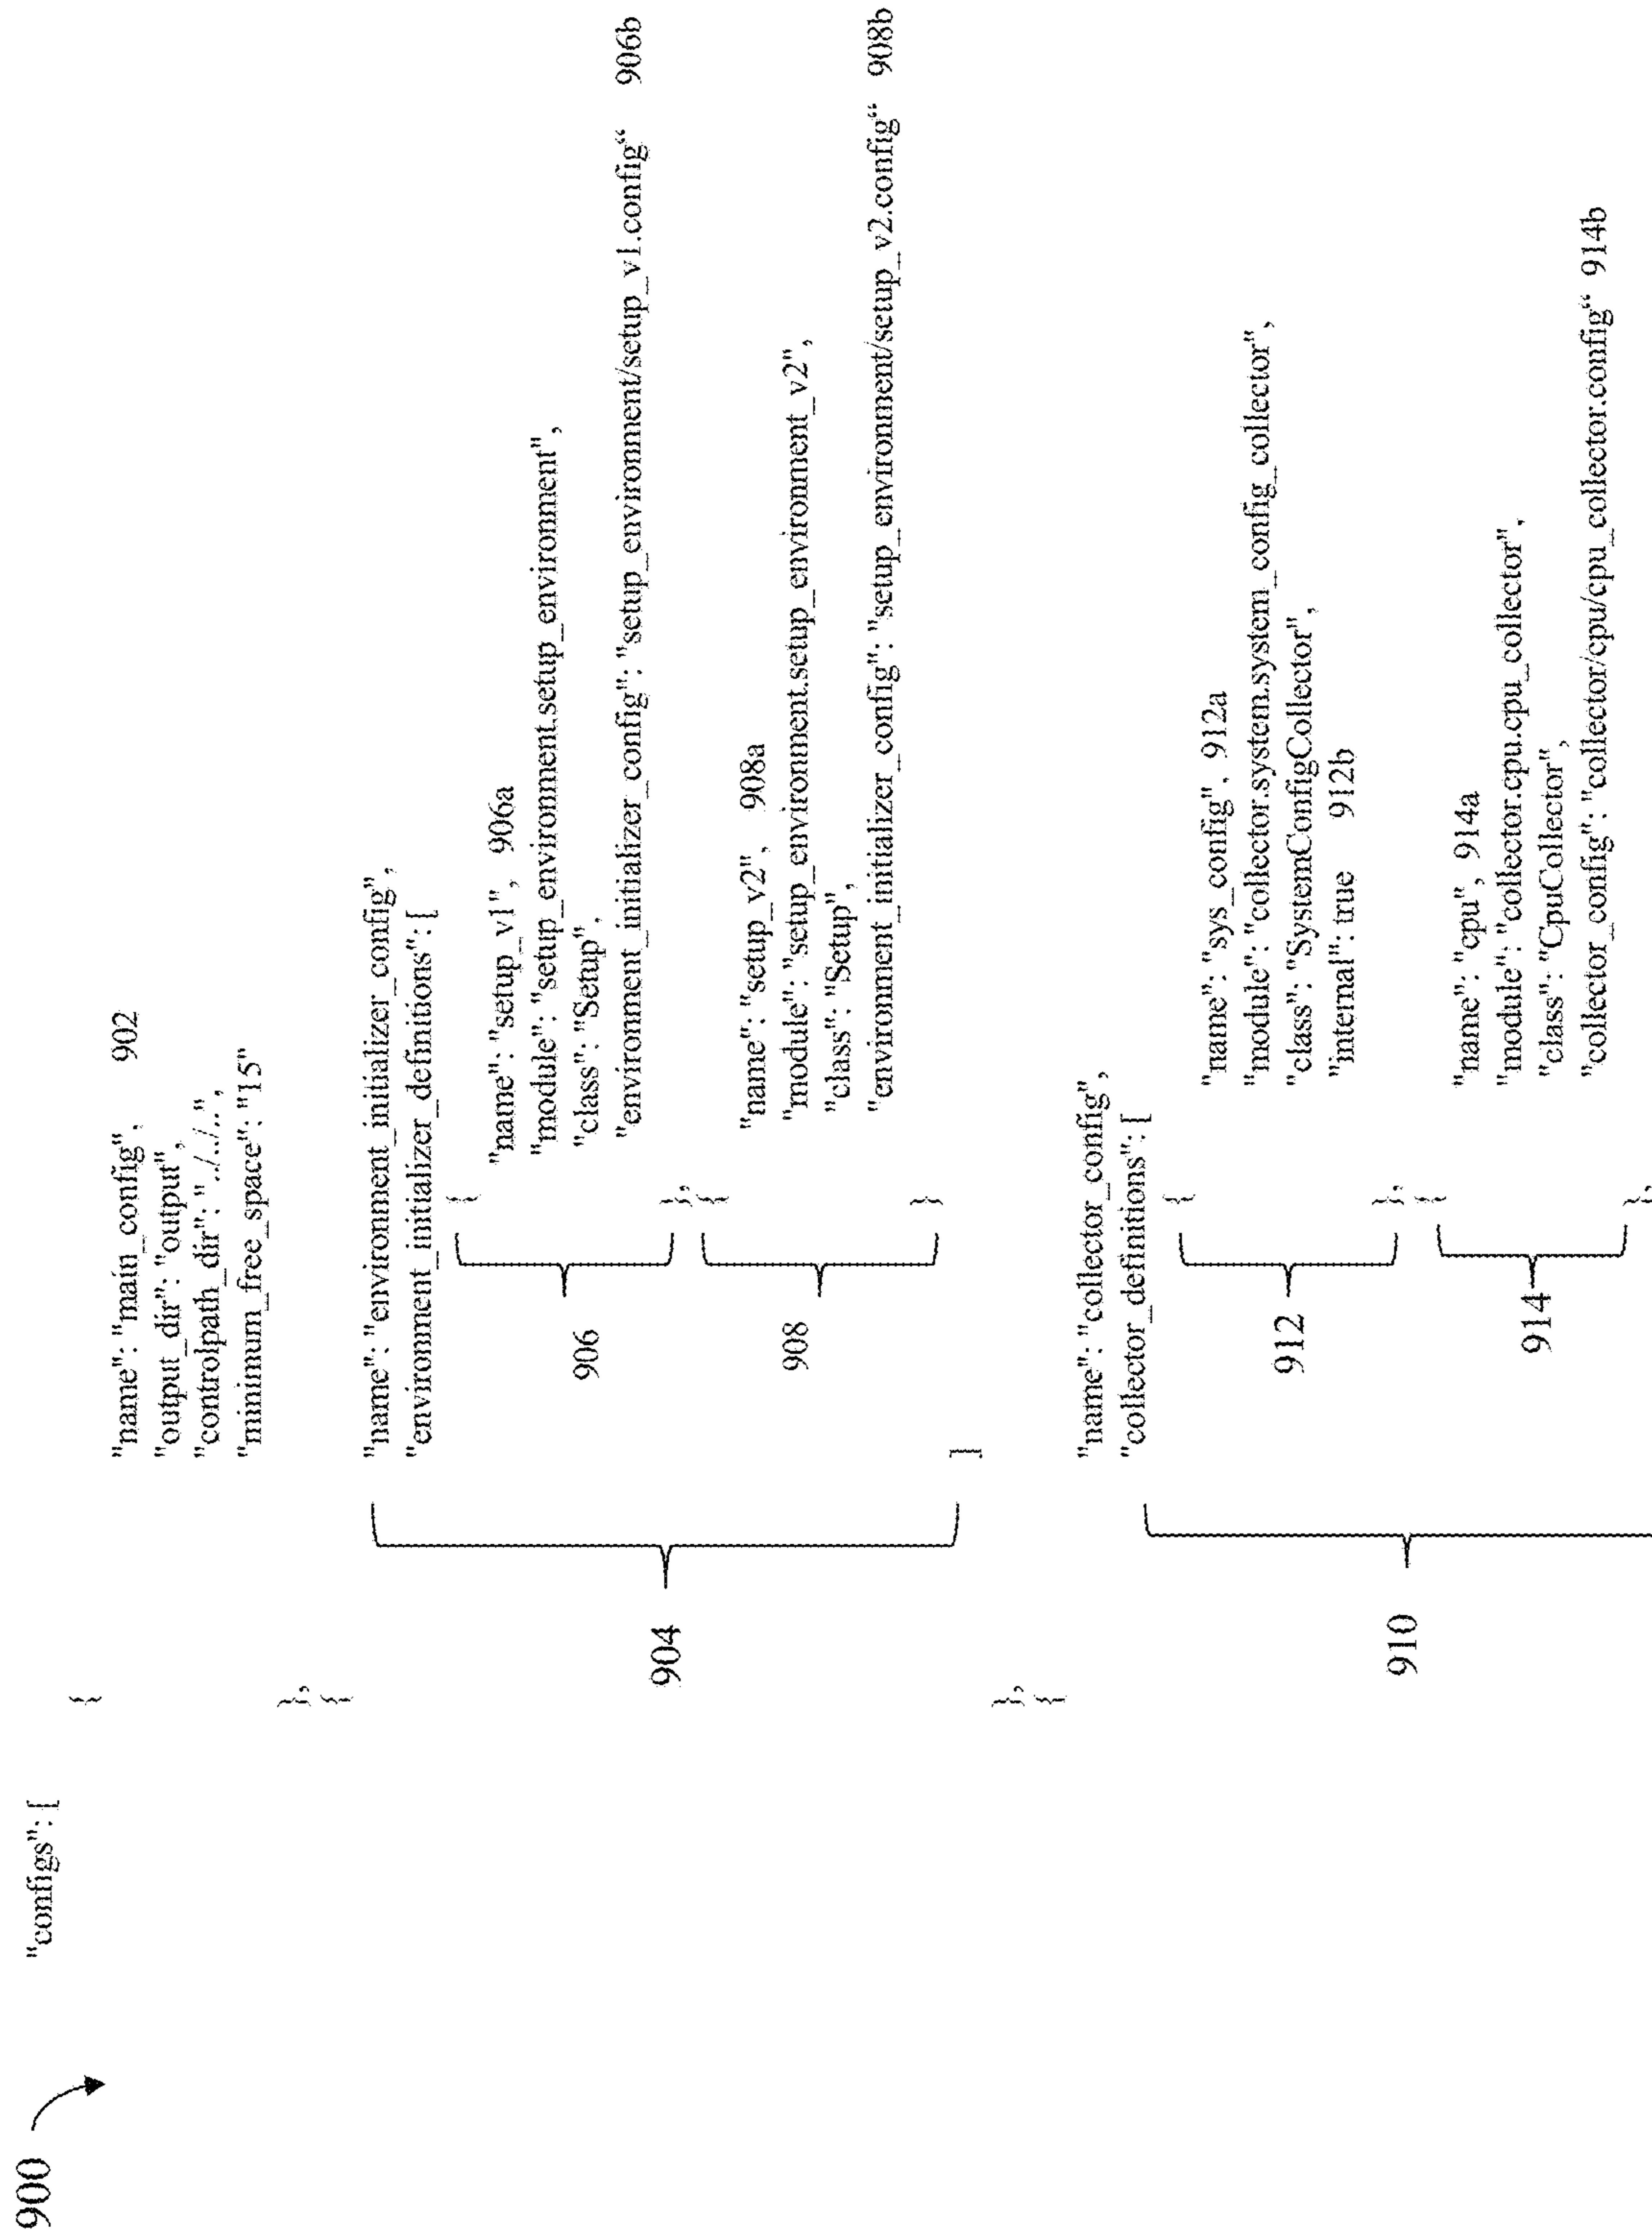 900
"configs": [
{
"name": "main_config", 902
"output_dir": "output",
"controlpath_dir": "../../..",
"minimum_free_space": "15"
},
{
904
"name": "environment_initializer_config",
"environment_initializer_definitions": [
{
906
"name": "setup_v1", 906a
"module": "setup_environment.setup_environment",
"class": "Setup",
"environment_initializer_config": "setup_environment/setup_v1.config“ 906b
},
{
908
"name": "setup_v2", 908a
"module": "setup_environment.setup_environment_v2",
"class": "Setup",
"environment_initializer_config": "setup_environment/setup_v2.config“ 908b
}
]
},
{
910
"name": "collector_config",
"collector_definitions": [
{
912
"name": "sys_config", 912a
"module": "collector.system.system_config_collector",
"class": "SystemConfigCollector",
"internal": true 912b
},
{
914
"name": "cpu", 914a
"module": "collector.cpu.cpu_collector",
"class": "CpuCollector",
"collector_config": "collector/cpu/cpu_collector.config“ 914b
},